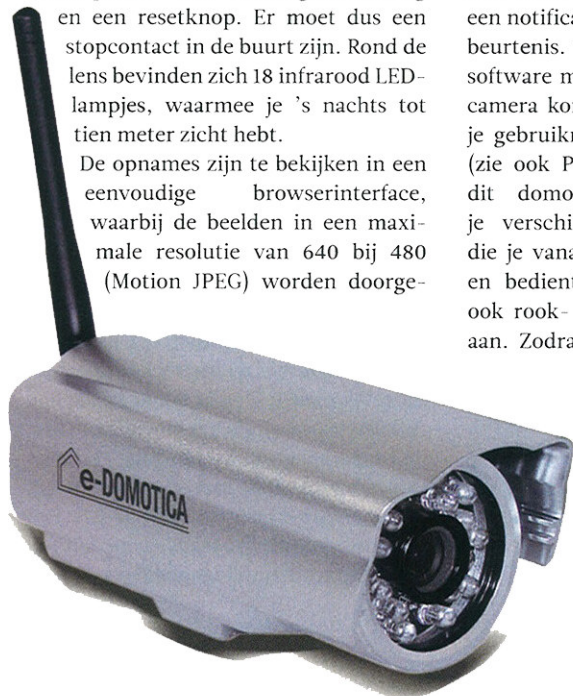 en een resetknop. Er moet dus een
stopcontact in de buurt zijn. Rond de
lens bevinden zich 18 infrarood LED-
lampjes, waarmee je ’s nachts tot
tien meter zicht hebt.
De opnames zijn te bekijken in een
eenvoudige browserinterface,
waarbij de beelden in een maxi-
male resolutie van 640 bij 480
(Motion JPEG) worden doorge-
een notifica
beurtenis.
software m
camera ko
je gebruik
(zie ook P
dit domo
je verschi
die je vana
en bedient
ook rook-
aan. Zodra
e-DOMOTICA